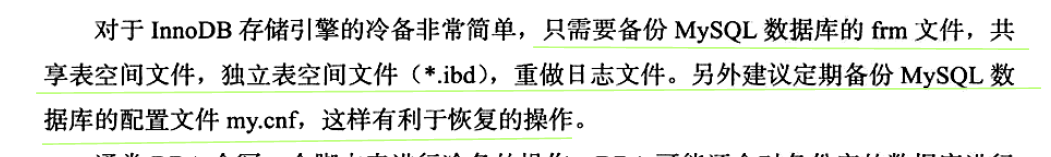 对于 InnoDB 存储引擎的冷备非常简单，只需要备份 MySQL 数据库的 frm 文件，共
享表空间文件，独立表空间文件（*.ibd），重做日志文件。另外建议定期备份 MySQL 数
据库的配置文件 my.cnf，这样有利于恢复的操作。